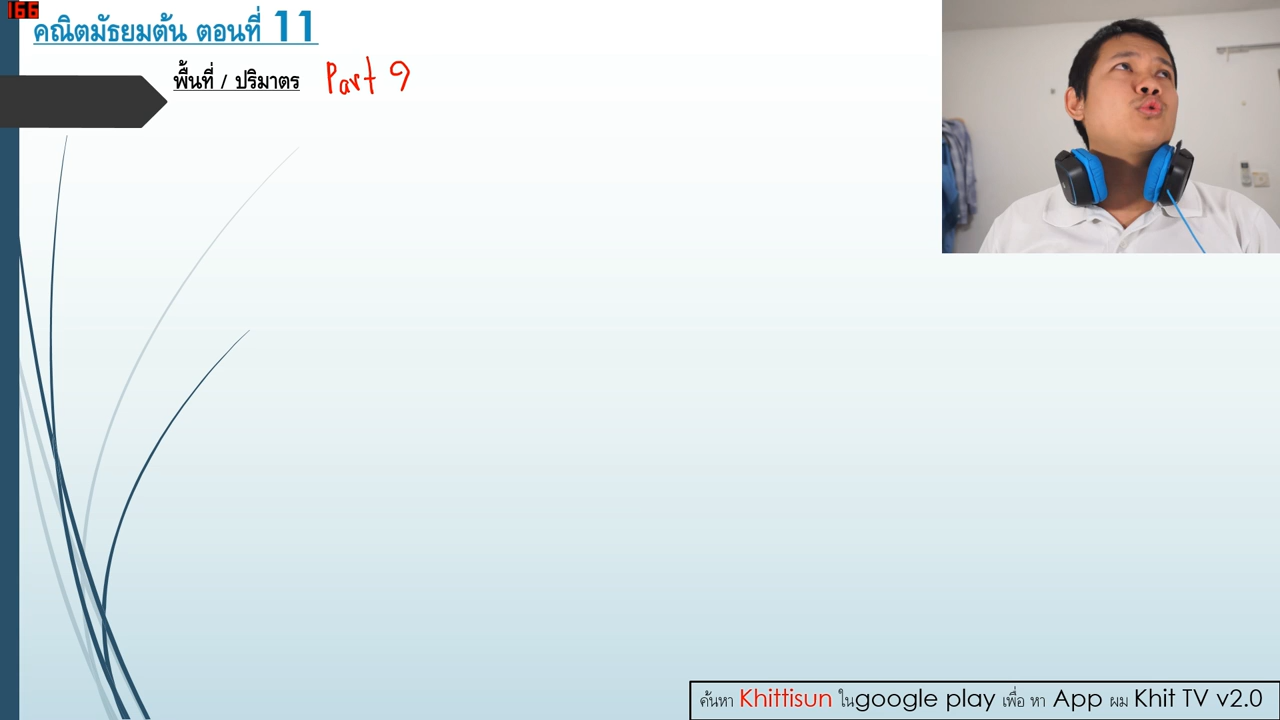 166
คณิตมัธยมต้น ตอนที่ 11
พื้นที่ / ปริมาตร Part 9
ค้นหา Khittisun ในgoogle play เพื่อ หา App ผม Khit TV v2.0